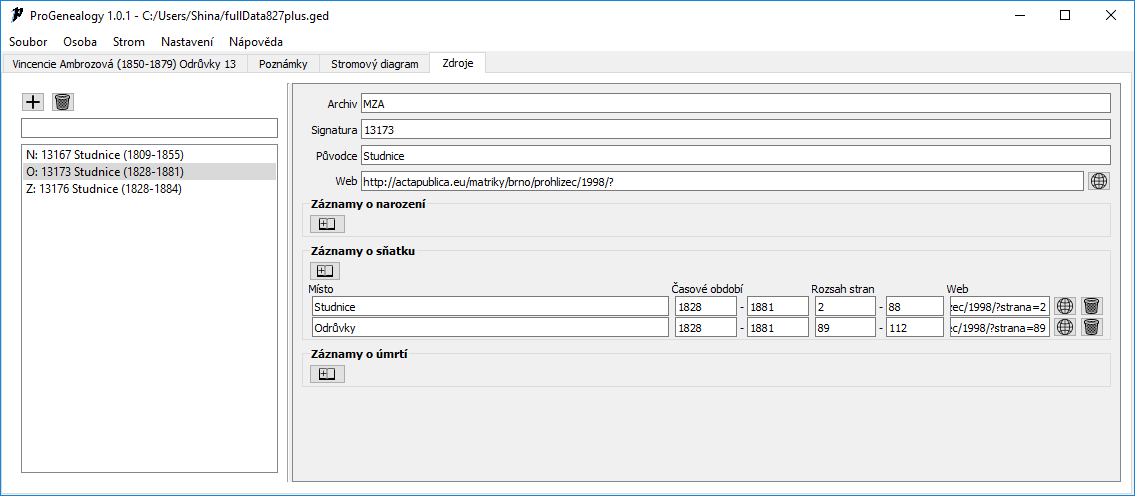 ProGenealogy 1.0.1 - C:/Users/Shina/fullData827plus.ged
Soubor Osoba Strom Nastavení Nápověda
Vincencie Ambrozová (1850-1879) Odrůvky 13 Poznámky Stromový diagram Zdroje
N: 13167 Studnice (1809-1855)
O: 13173 Studnice (1828-1881)
Z: 13176 Studnice (1828-1884)
Archiv MZA
Signatura 13173
Původce Studnice
Web http://actapublica.eu/matriky/brno/prohlizec/1998/?
Záznamy o narození
Záznamy o sňatku
Místo Časové období Rozsah stran Web
Studnice 1828 - 1881 2 - 88 zec/1998/?strana=2
Odrůvky 1828 - 1881 89 - 112 ec/1998/?strana=89
Záznamy o úmrtí